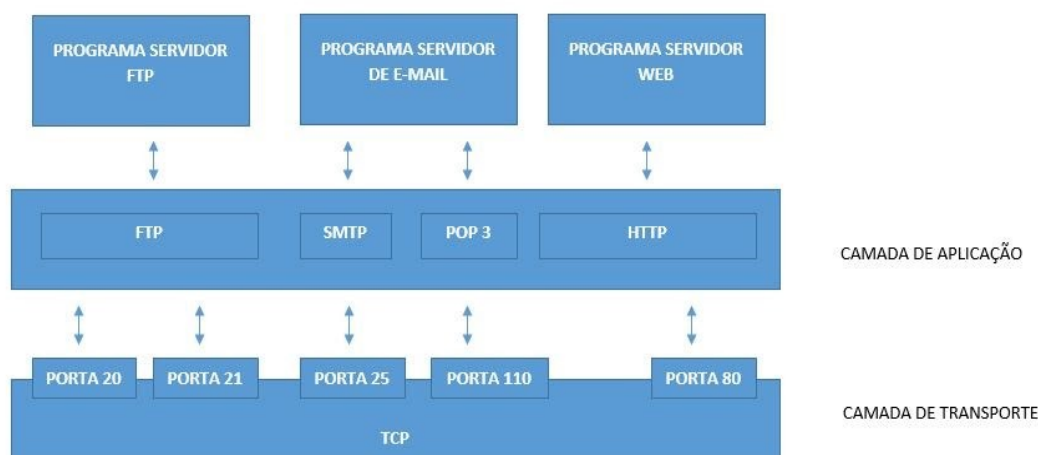 PROGRAMA SERVIDOR
FTP
PROGRAMA SERVIDOR
DE E-MAIL
PROGRAMA SERVIDOR
WEB
FTP
SMTP
POP 3
HTTP
CAMADA DE APLICAÇÃO
PORTA 20
PORTA 21
PORTA 25
PORTA 110
PORTA 80
TCP
CAMADA DE TRANSPORTE